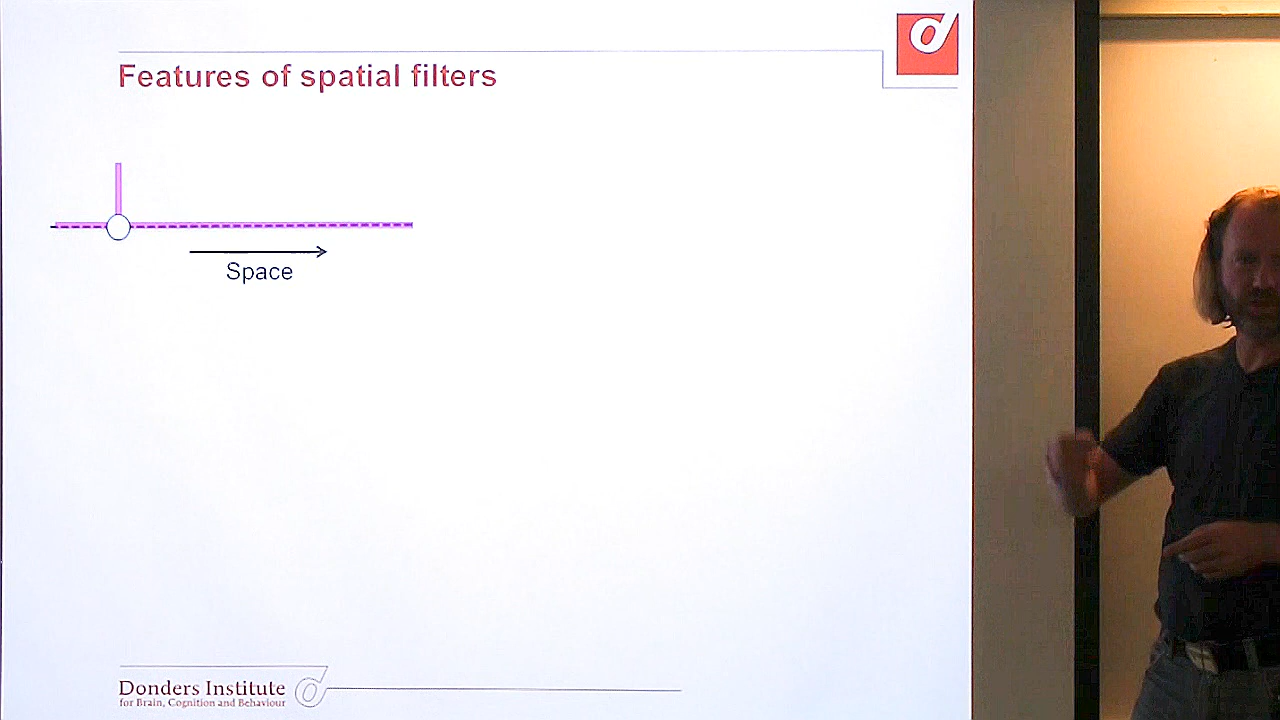 Features of spatial filters
Space
Donders Institute
for Brain, Cognition and Behaviour